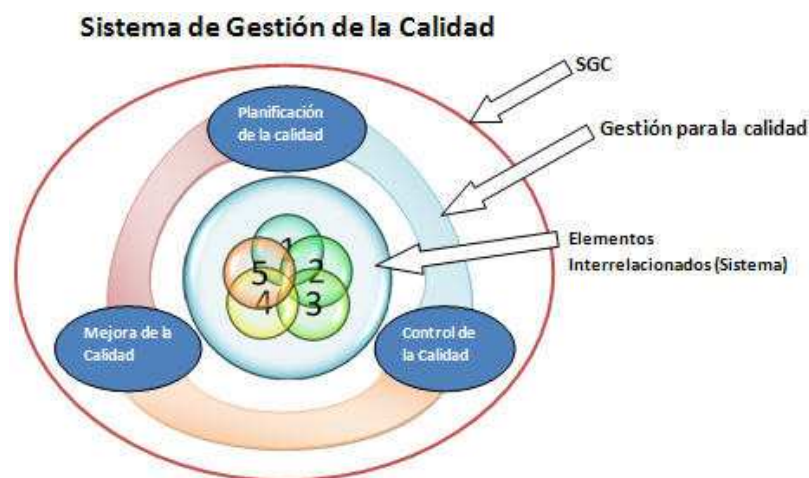 Sistema de Gestión de la Calidad
SGC
Planificación
de la calidad
Gestión para la calidad
Elementos
Interrelacionados (Sistema)
1
5 2
4 3
Mejora de la
Calidad
Control de
la Calidad